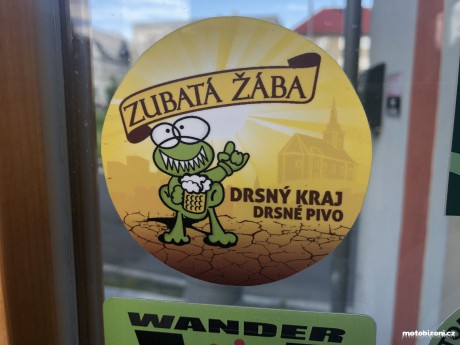 ZUBATÁ ŽÁBA
DRSNÝ KRAJ
DRSNÉ PIVO
WANDER
motobizoni.cz